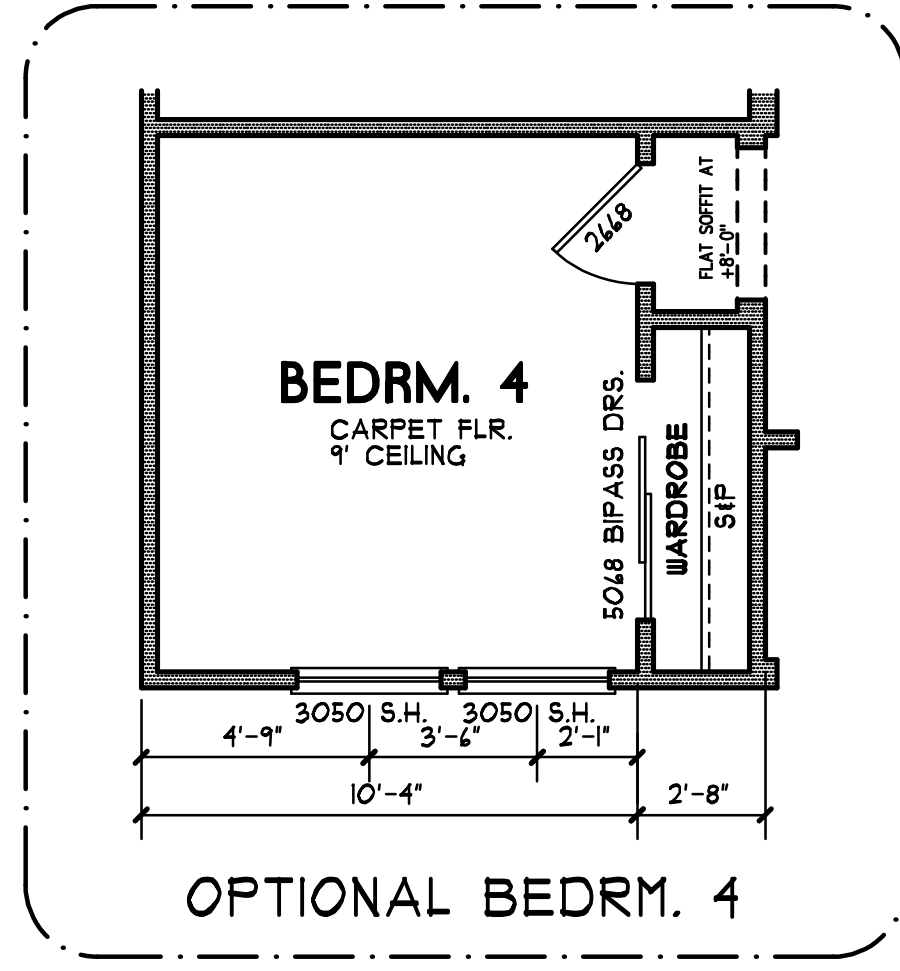 FLAT SOFFIT AT
+8'-0"
2668
BEDRM. 4
CARPET FLR.
9' CEILING
5068 BIPASS DRS.
WARDROBE
S&P
3050 S.H.
3050 S.H.
4'-9"
3'-6"
2'-1"
10'-4"
2'-8"
OPTIONAL BEDRM. 4